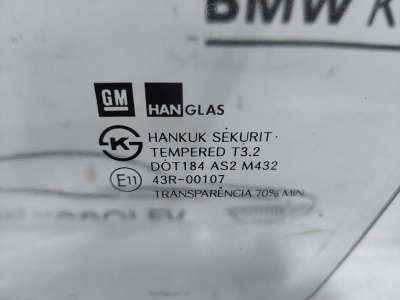 BMW K
GM HANGLAS
HANKUK SEKURIT·
TEMPERED T3.2
DOT184 AS2 M432
E11 43R-00107
TRANSPARÊNCIA 70% MIN